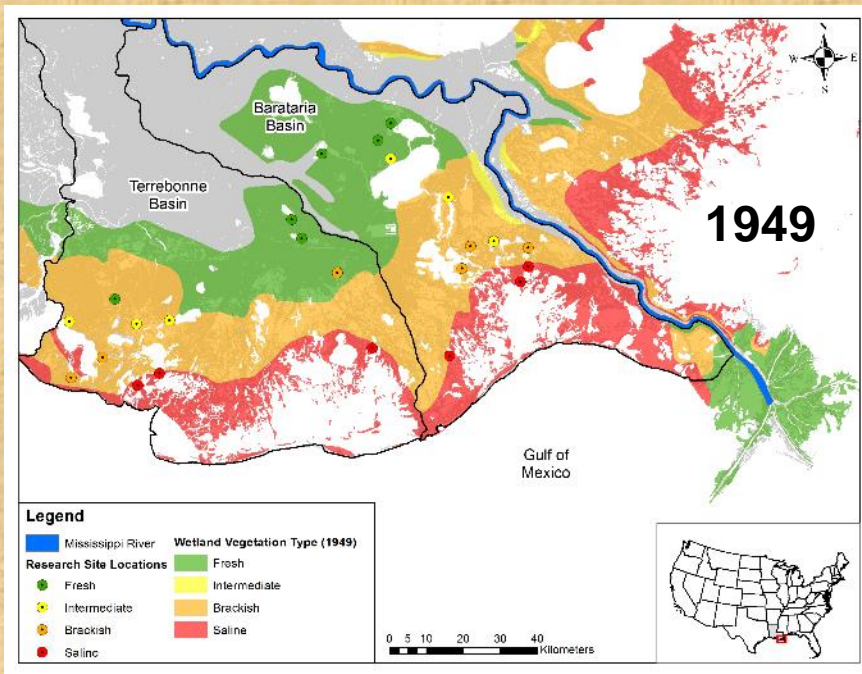 N
W E
S
Barataria
Basin
Terrebonne
Basin
1949
Gulf of
Mexico
Legend
Mississippi River
Research Site Locations
Fresh
Intermediate
Brackish
Saline
Wetland Vegetation Type (1949)
Fresh
Intermediate
Brackish
Saline
0 5 10 20 30 40
Kilometers